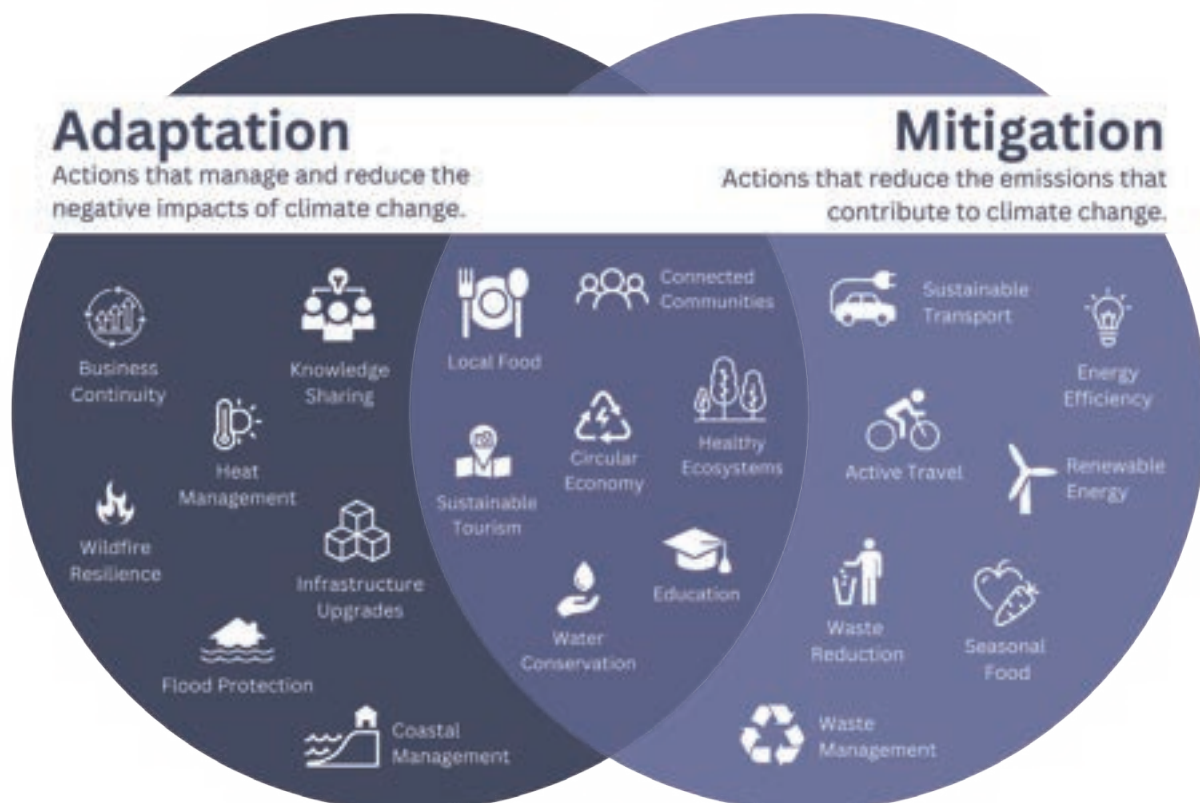 Adaptation
Actions that manage and reduce the
negative impacts of climate change.
Mitigation
Actions that reduce the emissions that
contribute to climate change.
Business
Continuity
Knowledge
Sharing
Heat
Management
Wildfire
Resilience
Infrastructure
Upgrades
Flood Protection
Coastal
Management
Local Food
Connected
Communities
Circular
Economy
Healthy
Ecosystems
Sustainable
Tourism
Education
Water
Conservation
Sustainable
Transport
Energy
Efficiency
Active Travel
Renewable
Energy
Waste
Reduction
Seasonal
Food
Waste
Management